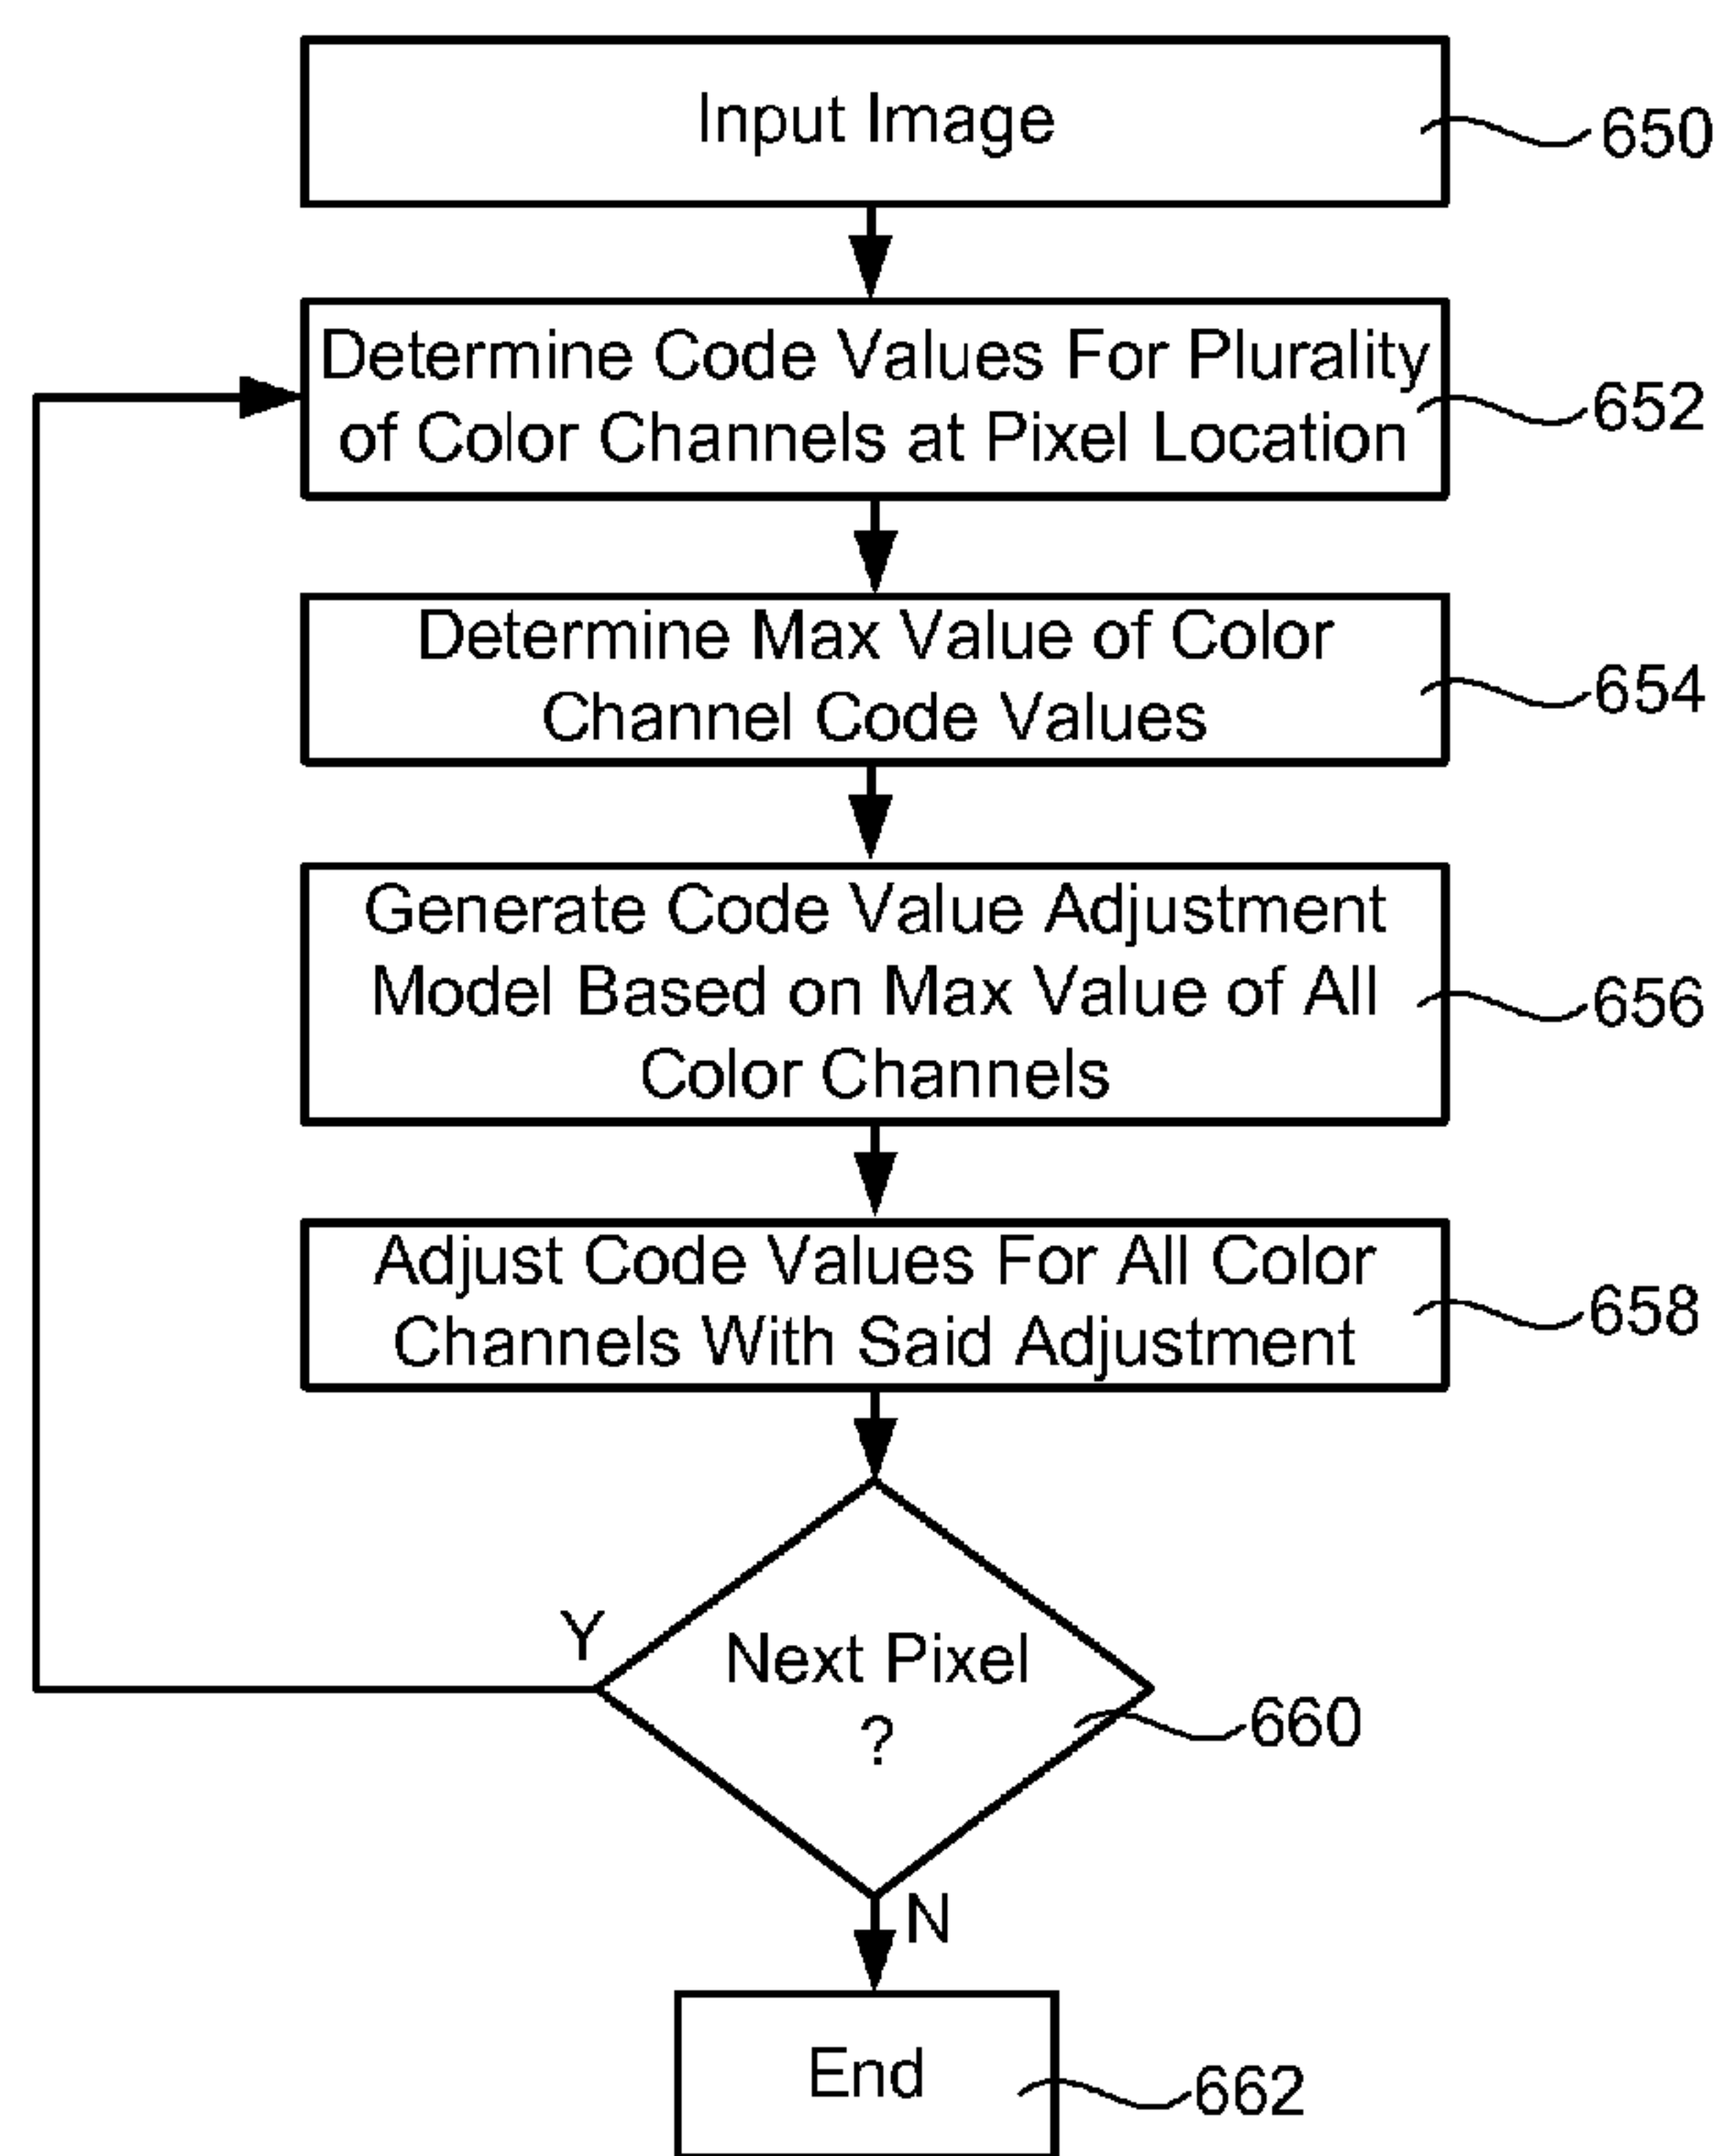 Input Image
650
Determine Code Values For Plurality
of Color Channels at Pixel Location
652
Determine Max Value of Color
Channel Code Values
654
Generate Code Value Adjustment
Model Based on Max Value of All
Color Channels
656
Adjust Code Values For All Color
Channels With Said Adjustment
658
Y
Next Pixel
?
660
N
End
662